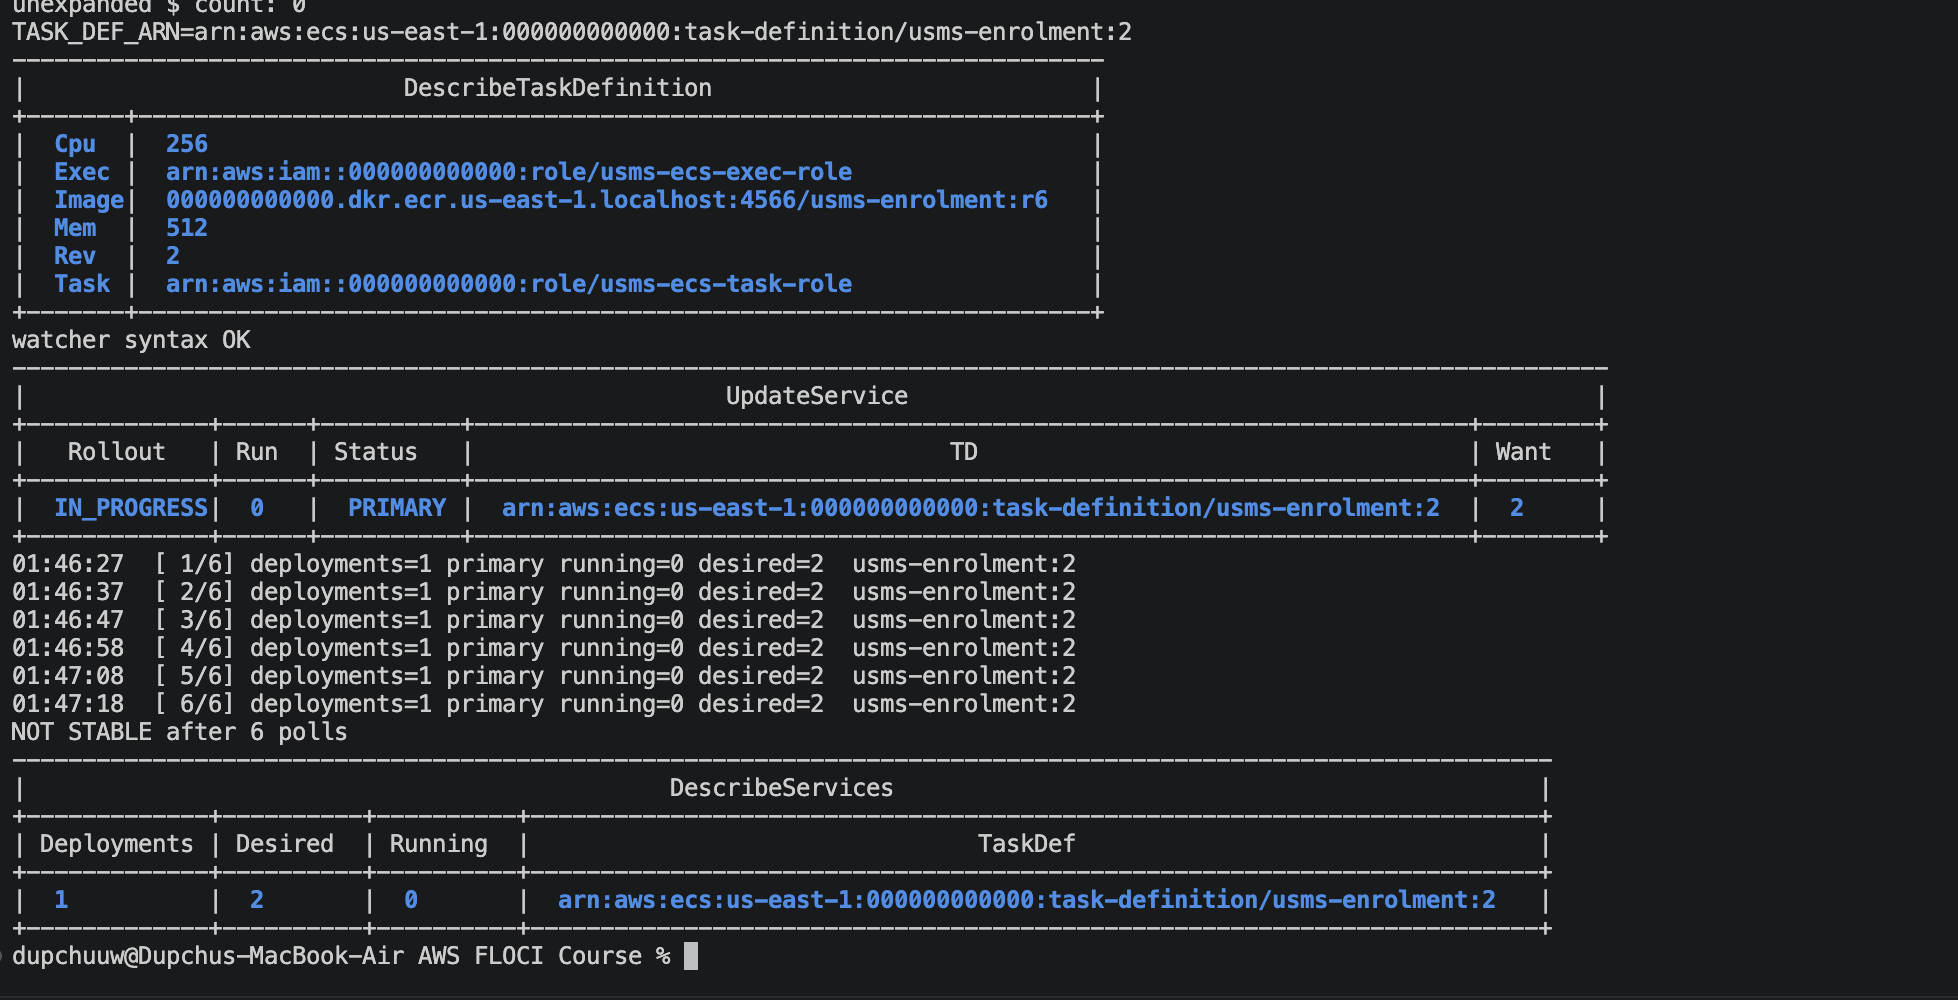 unexpanded $ count: 0
TASK_DEF_ARN=arn:aws:ecs:us-east-1:000000000000:task-definition/usms-enrolment:2
DescribeTaskDefinition
Cpu | 256
Exec | arn:aws:iam::000000000000:role/usms-ecs-exec-role
Image| 000000000000.dkr.ecr.us-east-1.localhost:4566/usms-enrolment:r6
Mem | 512
Rev | 2
Task | arn:aws:iam::000000000000:role/usms-ecs-task-role
watcher syntax OK
UpdateService
Rollout | Run | Status | TD | Want
IN_PROGRESS| 0 | PRIMARY | arn:aws:ecs:us-east-1:000000000000:task-definition/usms-enrolment:2 | 2
01:46:27 [ 1/6] deployments=1 primary running=0 desired=2 usms-enrolment:2
01:46:37 [ 2/6] deployments=1 primary running=0 desired=2 usms-enrolment:2
01:46:47 [ 3/6] deployments=1 primary running=0 desired=2 usms-enrolment:2
01:46:58 [ 4/6] deployments=1 primary running=0 desired=2 usms-enrolment:2
01:47:08 [ 5/6] deployments=1 primary running=0 desired=2 usms-enrolment:2
01:47:18 [ 6/6] deployments=1 primary running=0 desired=2 usms-enrolment:2
NOT STABLE after 6 polls
DescribeServices
Deployments | Desired | Running | TaskDef
1 | 2 | 0 | arn:aws:ecs:us-east-1:000000000000:task-definition/usms-enrolment:2
dupchuuw@Dupchus-MacBook-Air AWS FLOCI Course %